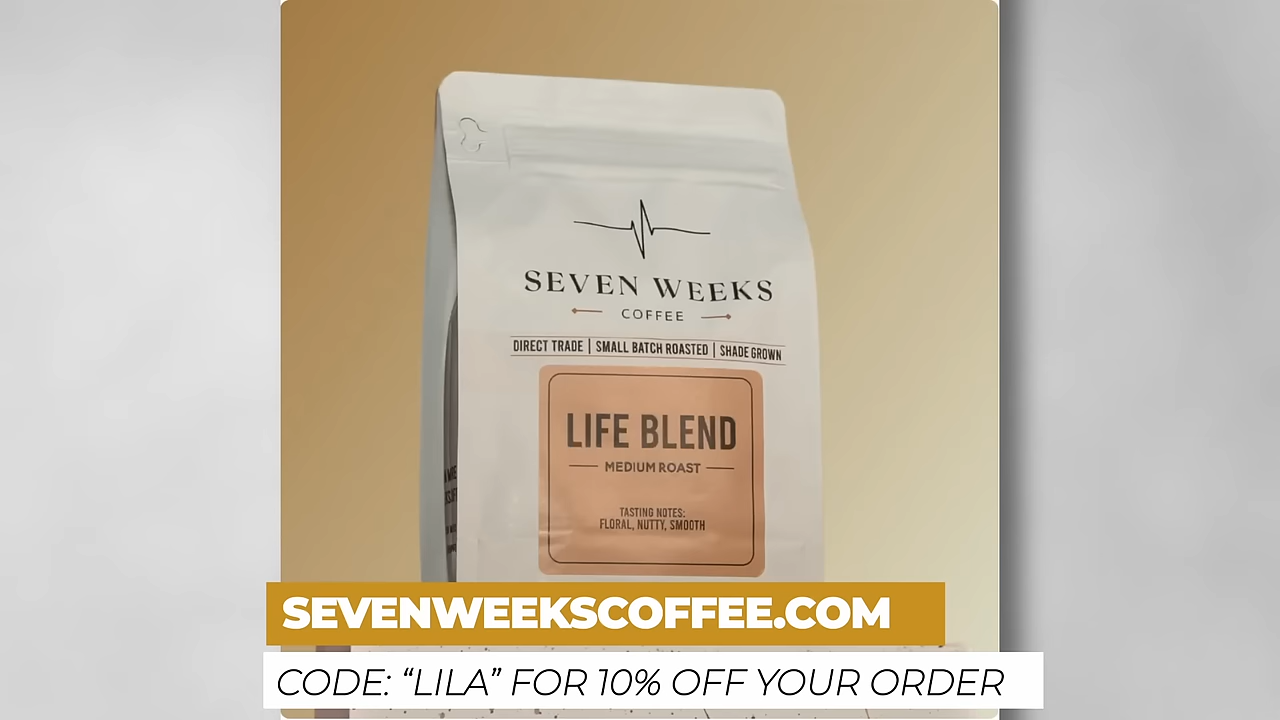 SEVEN WEEKS
COFFEE
DIRECT TRADE | SMALL BATCH ROASTED | SHADE GROWN
LIFE BLEND
MEDIUM ROAST
TASTING NOTES:
FLORAL, NUTTY, SMOOTH
SEVENWEEKSCOFFEE.COM
CODE: “LILA” FOR 10% OFF YOUR ORDER